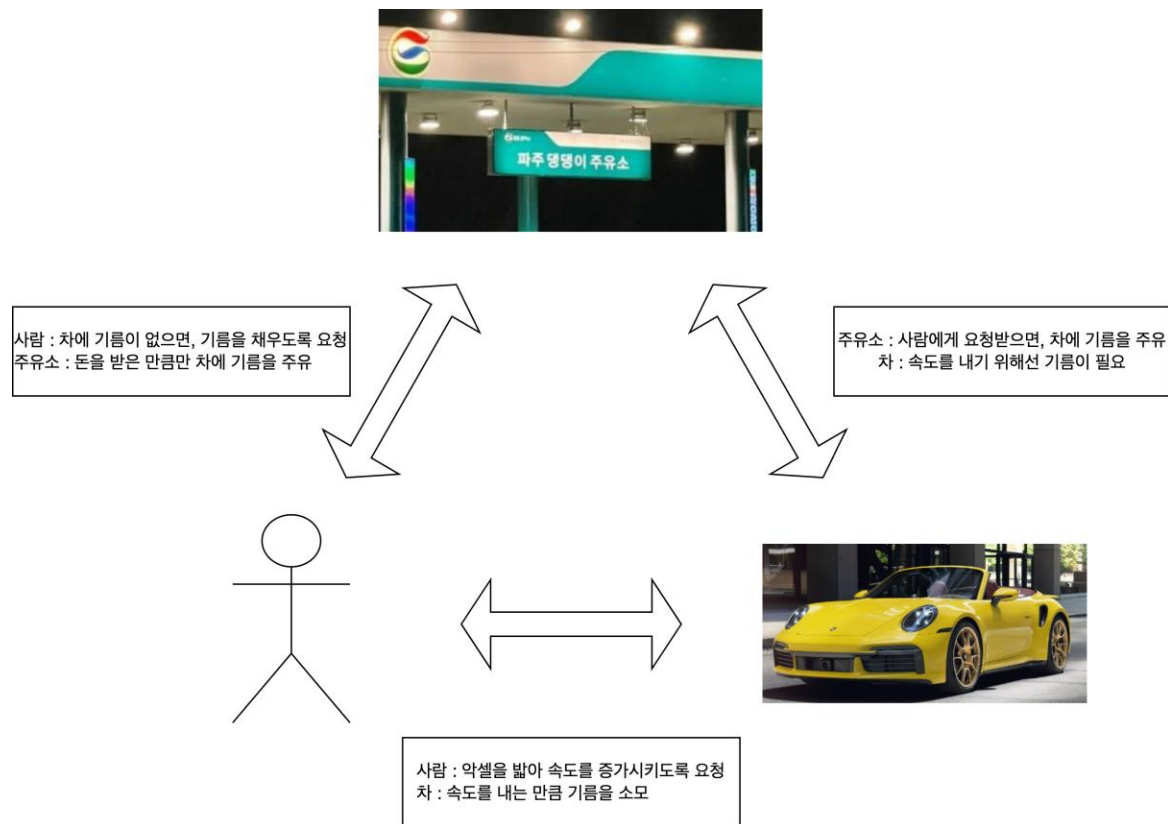 파주 댕댕이 주유소
사람 : 차에 기름이 없으면, 기름을 채우도록 요청
주유소 : 돈을 받은 만큼만 차에 기름을 주유
주유소 : 사람에게 요청받으면, 차에 기름을 주유
차 : 속도를 내기 위해선 기름이 필요
사람 : 악셀을 밟아 속도를 증가시키도록 요청
차 : 속도를 내는 만큼 기름을 소모